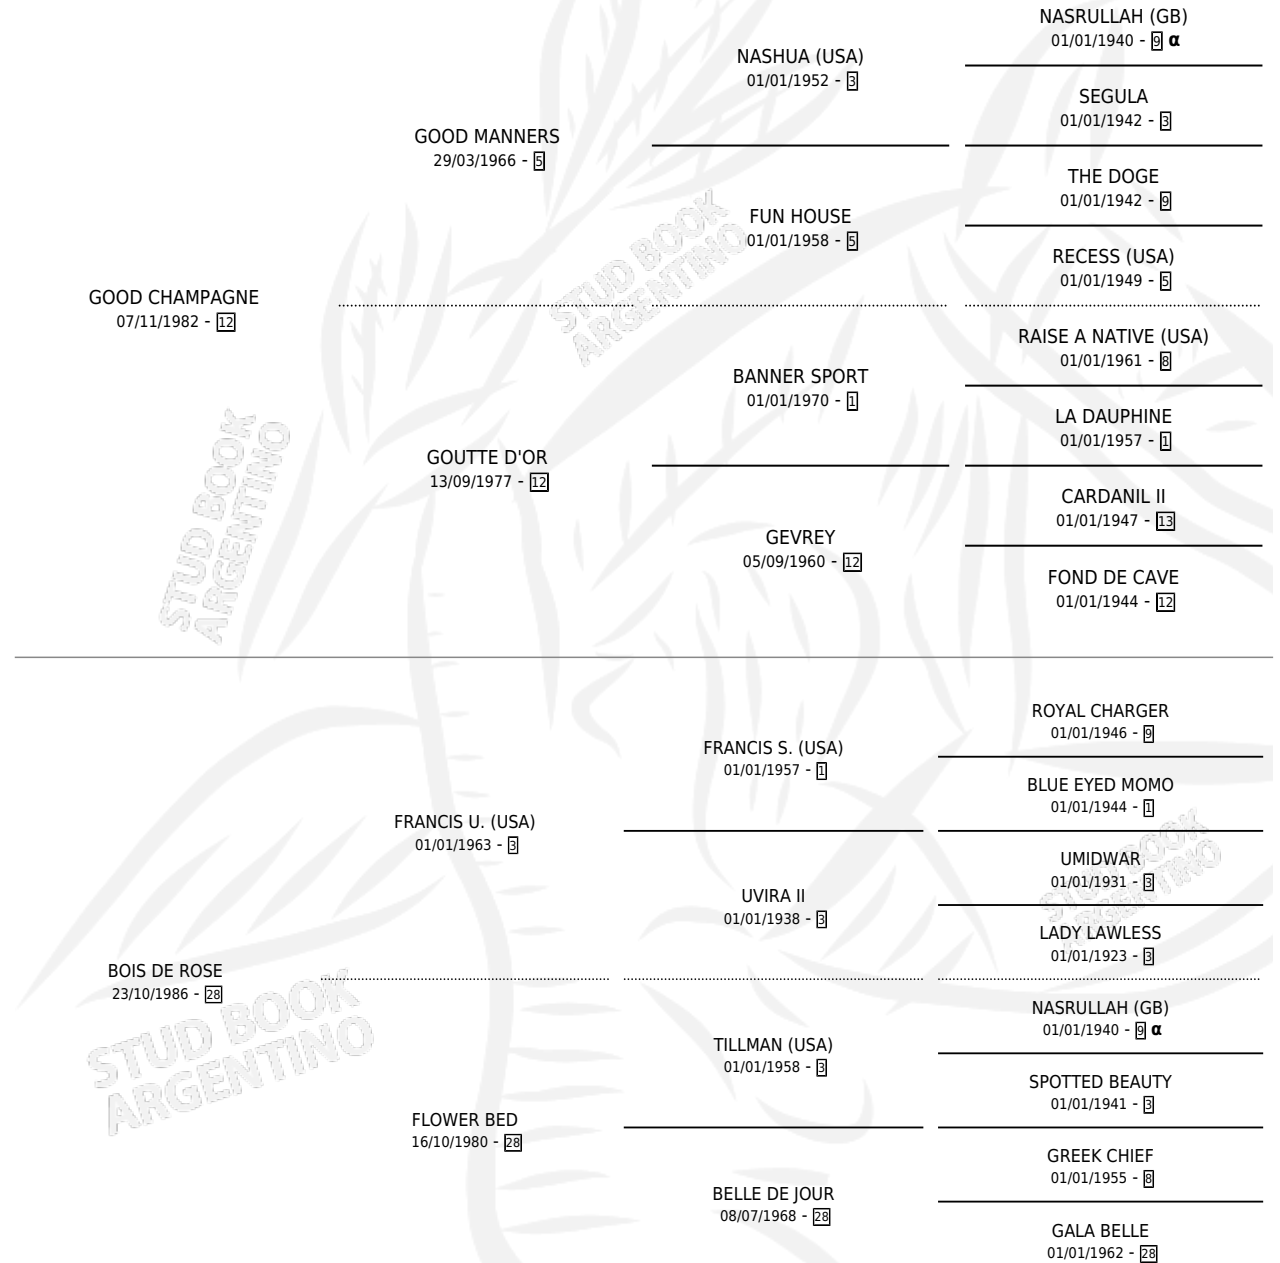 NASRULLAH (GB)
01/01/1940 - 9 α
NASHUA (USA)
01/01/1952 - 3
SEGULA
01/01/1942 - 3
GOOD MANNERS
29/03/1966 - 5
THE DOGE
01/01/1942 - 9
FUN HOUSE
01/01/1958 - 5
RECESS (USA)
01/01/1949 - 5
GOOD CHAMPAGNE
07/11/1982 - 12
RAISE A NATIVE (USA)
01/01/1961 - 8
BANNER SPORT
01/01/1970 - 1
LA DAUPHINE
01/01/1957 - 1
GOUTTE D'OR
13/09/1977 - 12
CARDANIL II
01/01/1947 - 13
GEVREY
05/09/1960 - 12
FOND DE CAVE
01/01/1944 - 12
ROYAL CHARGER
01/01/1946 - 9
FRANCIS S. (USA)
01/01/1957 - 1
BLUE EYED MOMO
01/01/1944 - 1
FRANCIS U. (USA)
01/01/1963 - 3
UMIDWAR
01/01/1931 - 3
UVIRA II
01/01/1938 - 3
LADY LAWLESS
01/01/1923 - 3
BOIS DE ROSE
23/10/1986 - 28
NASRULLAH (GB)
01/01/1940 - 9 α
TILLMAN (USA)
01/01/1958 - 3
SPOTTED BEAUTY
01/01/1941 - 3
FLOWER BED
16/10/1980 - 28
GREEK CHIEF
01/01/1955 - 8
BELLE DE JOUR
08/07/1968 - 28
GALA BELLE
01/01/1962 - 28
STUD BOOK
ARGENTINO
STUD BOOK
ARGENTINO
STUD BOOK
ARGENTINO
STUD BOOK
ARGENTINO